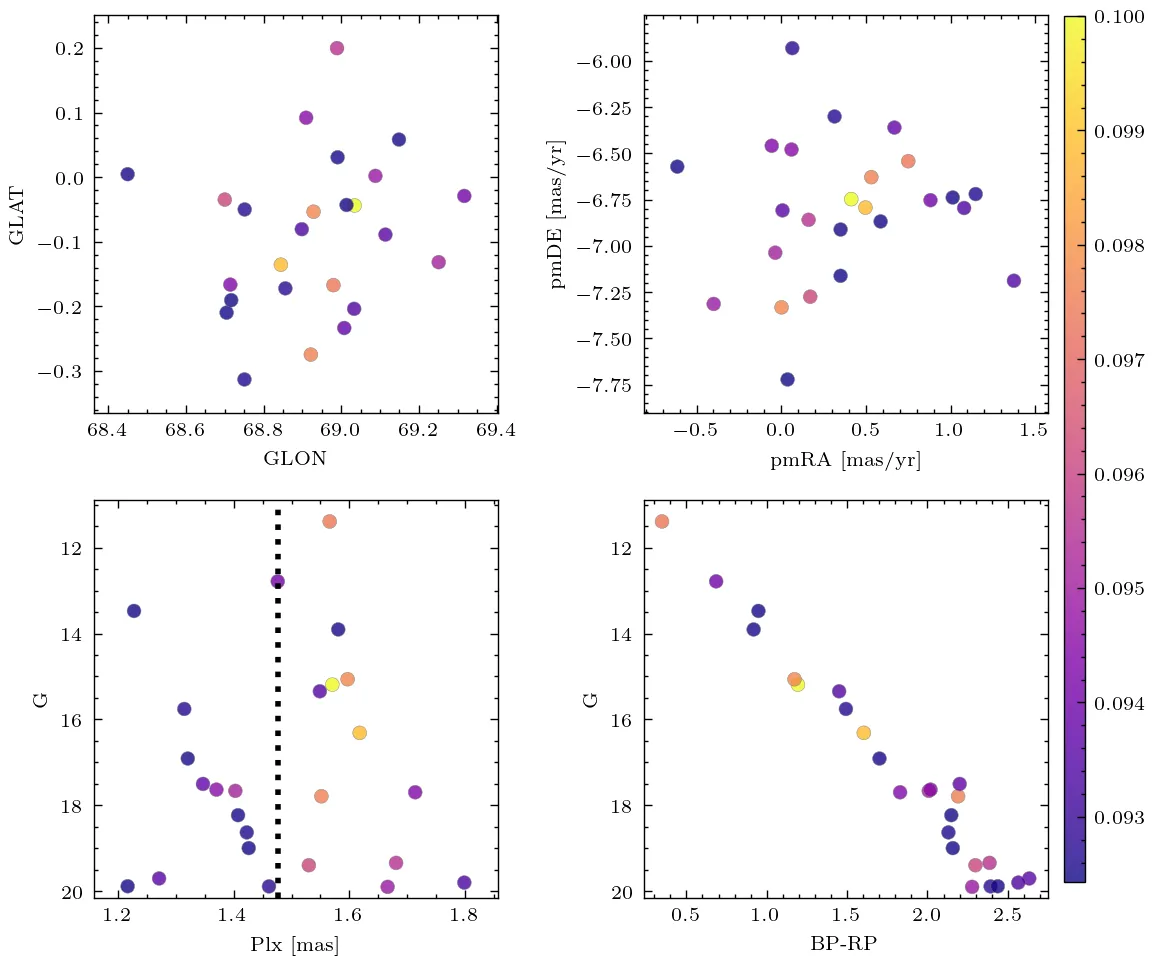 0.2
0.1
0.0
−0.1
−0.2
−0.3
GLAT
68.4 68.6 68.8 69.0 69.2 69.4
GLON
−6.00
−6.25
−6.50
−6.75
−7.00
−7.25
−7.50
−7.75
pmDE [mas/yr]
−0.5 0.0 0.5 1.0 1.5
pmRA [mas/yr]
12
14
16
18
20
G
1.2 1.4 1.6 1.8
Plx [mas]
12
14
16
18
20
G
0.5 1.0 1.5 2.0 2.5
BP-RP
0.100
0.099
0.098
0.097
0.096
0.095
0.094
0.093